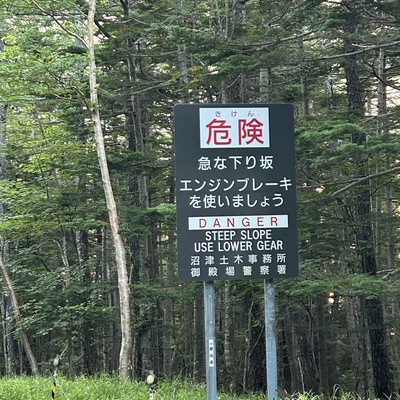 きけん
危険
急な下り坂
エンジンブレーキ
を使いましょう
DANGER
STEEP SLOPE
USE LOWER GEAR
沼津土木事務所
御殿場警察署